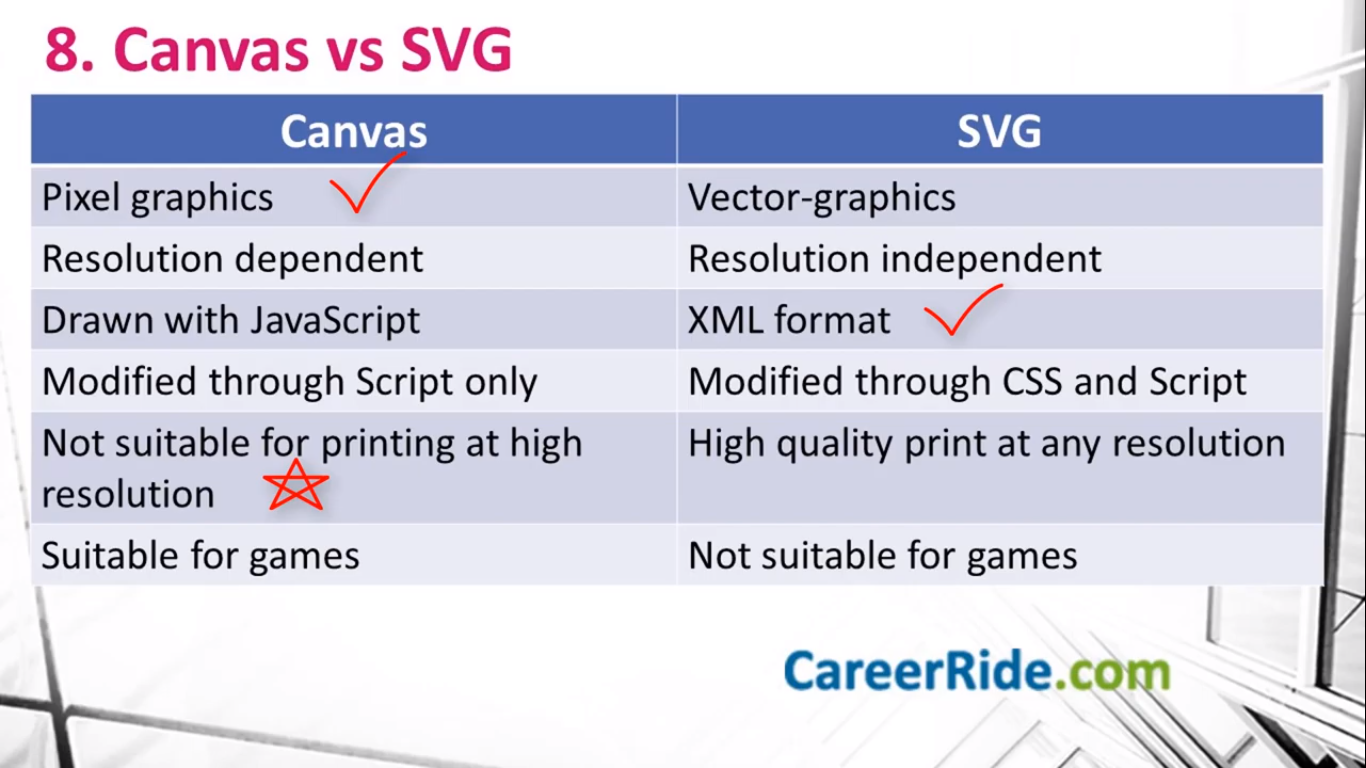 8. Canvas vs SVG
Canvas SVG
Pixel graphics Vector-graphics
Resolution dependent Resolution independent
Drawn with JavaScript XML format
Modified through Script only Modified through CSS and Script
Not suitable for printing at high High quality print at any resolution
resolution
Suitable for games Not suitable for games
CareerRide.com